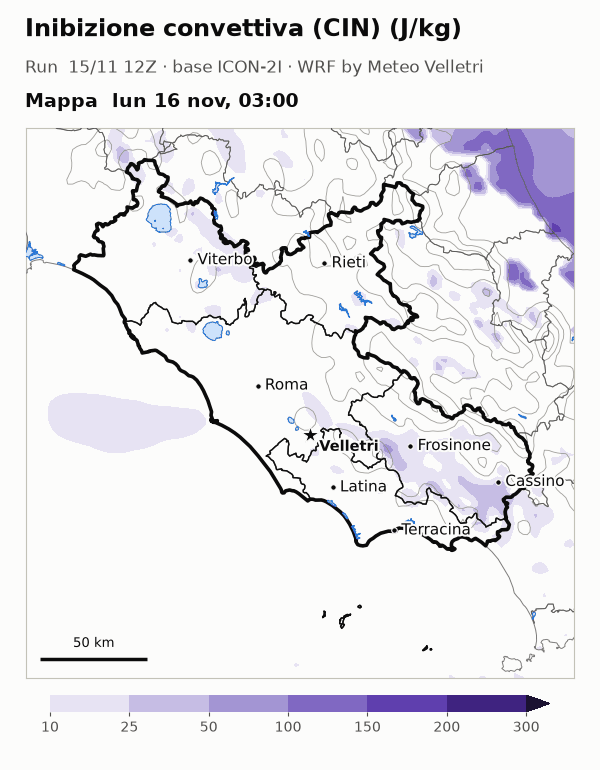 Inibizione convettiva (CIN) (J/kg)
Run 15/11 12Z · base ICON-2I · WRF by Meteo Velletri
Mappa lun 16 nov, 03:00
Viterbo
Rieti
Roma
Velletri
Frosinone
Cassino
Latina
Terracina
50 km
10 25 50 100 150 200 300